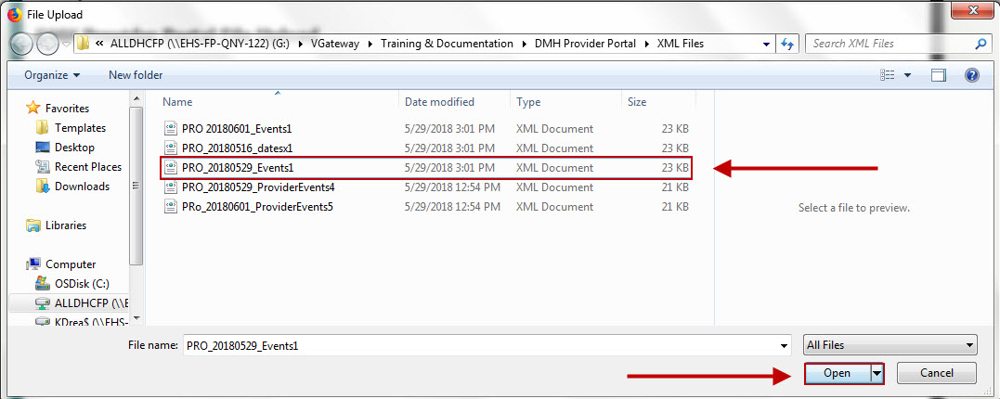 File Upload
ALLDHCFP (\\EHS-FP-QNY-122) (G:) VGateway Training & Documentation DMH Provider Portal XML Files
Search XML Files
Organize New folder
Favorites
Templates
Desktop
Recent Places
Downloads
Libraries
Computer
OSDisk (C:)
ALLDHCFP (\\E
KDrea$ (\\EHS-
Name Date modified Type Size
PRO 20180601_Events1 5/29/2018 3:01 PM XML Document 23 KB
PRO_20180516_datesx1 5/29/2018 3:01 PM XML Document 23 KB
PRO_20180529_Events1 5/29/2018 3:01 PM XML Document 23 KB
PRO_20180529_ProviderEvents4 5/29/2018 12:54 PM XML Document 21 KB
PRo_20180601_ProviderEvents5 5/29/2018 12:54 PM XML Document 21 KB
Select a file to preview.
File name: PRO_20180529_Events1 All Files
Open Cancel